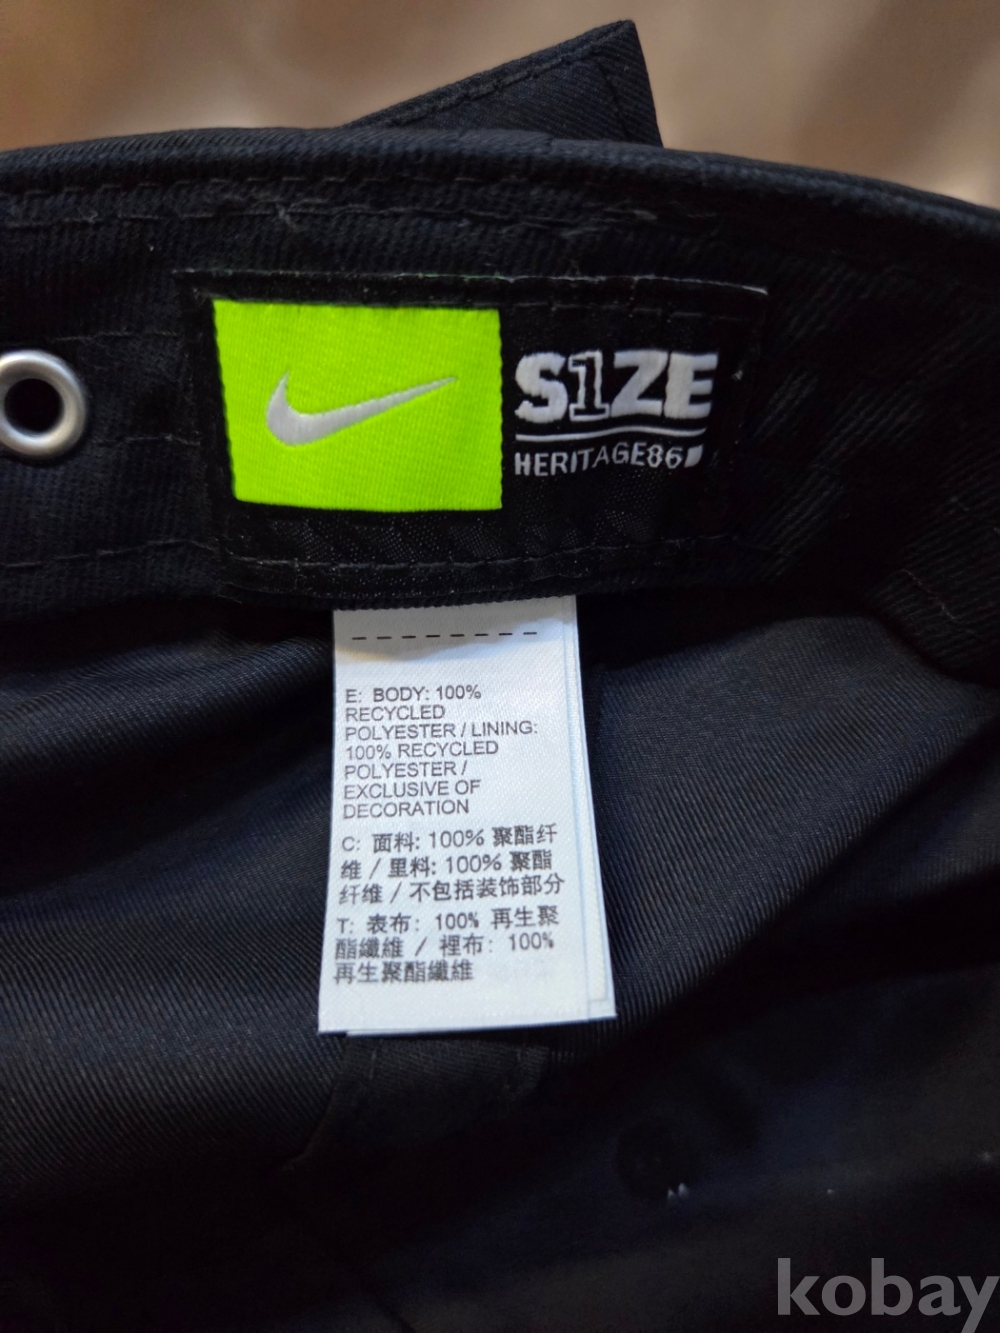 S1ZE
HERITAGE86
E: BODY: 100%
RECYCLED
POLYESTER / LINING:
100% RECYCLED
POLYESTER /
EXCLUSIVE OF
DECORATION
C: 面料: 100% 聚酯纤
维 / 里料: 100% 聚酯
纤维 / 不包括装饰部分
T: 表布: 100% 再生聚
酯纖維 / 裡布: 100%
再生聚酯纖維
kobay